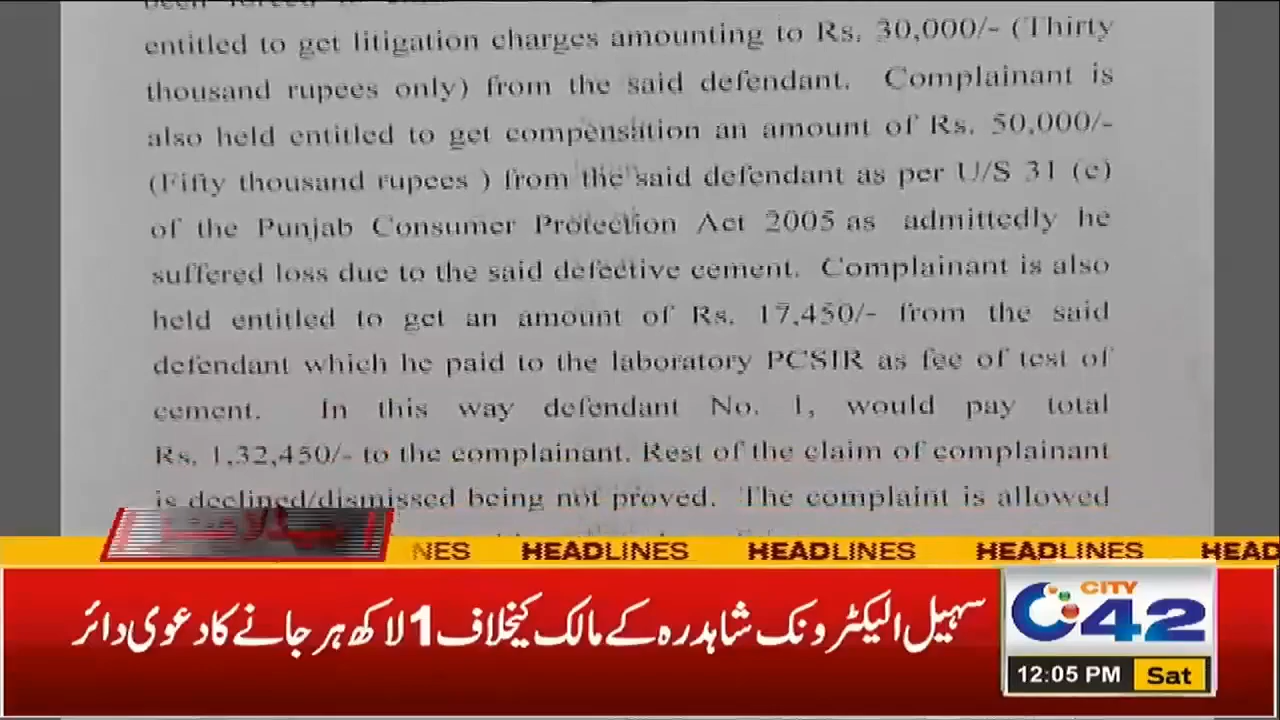 entitled to get litigation charges amounting to Rs. 30,000/- (Thirty
thousand rupees only) from the said defendant. Complainant is
also held entitled to get compensation an amount of Rs. 50,000/-
(Fifty thousand rupees ) from the said defendant as per U/S 31 (e)
of the Punjab Consumer Protection Act 2005 as admittedly he
suffered loss due to the said defective cement. Complainant is also
held entitled to get an amount of Rs. 17,450/- from the said
defendant which he paid to the laboratory PCSIR as fee of test of
cement. In this way defendant No. 1, would pay total
Rs. 1,32,450/- to the complainant. Rest of the claim of complainant
is declined/dismissed being not proved. The complaint is allowed
NES HEADLINES HEADLINES HEADLINES HEAD
سہیل الیکٹرونک شاہدرہ کے مالک کیخلاف 1 لاکھ ہرجانے کا دعویٰ دائر
CITY
42
12:05 PM Sat